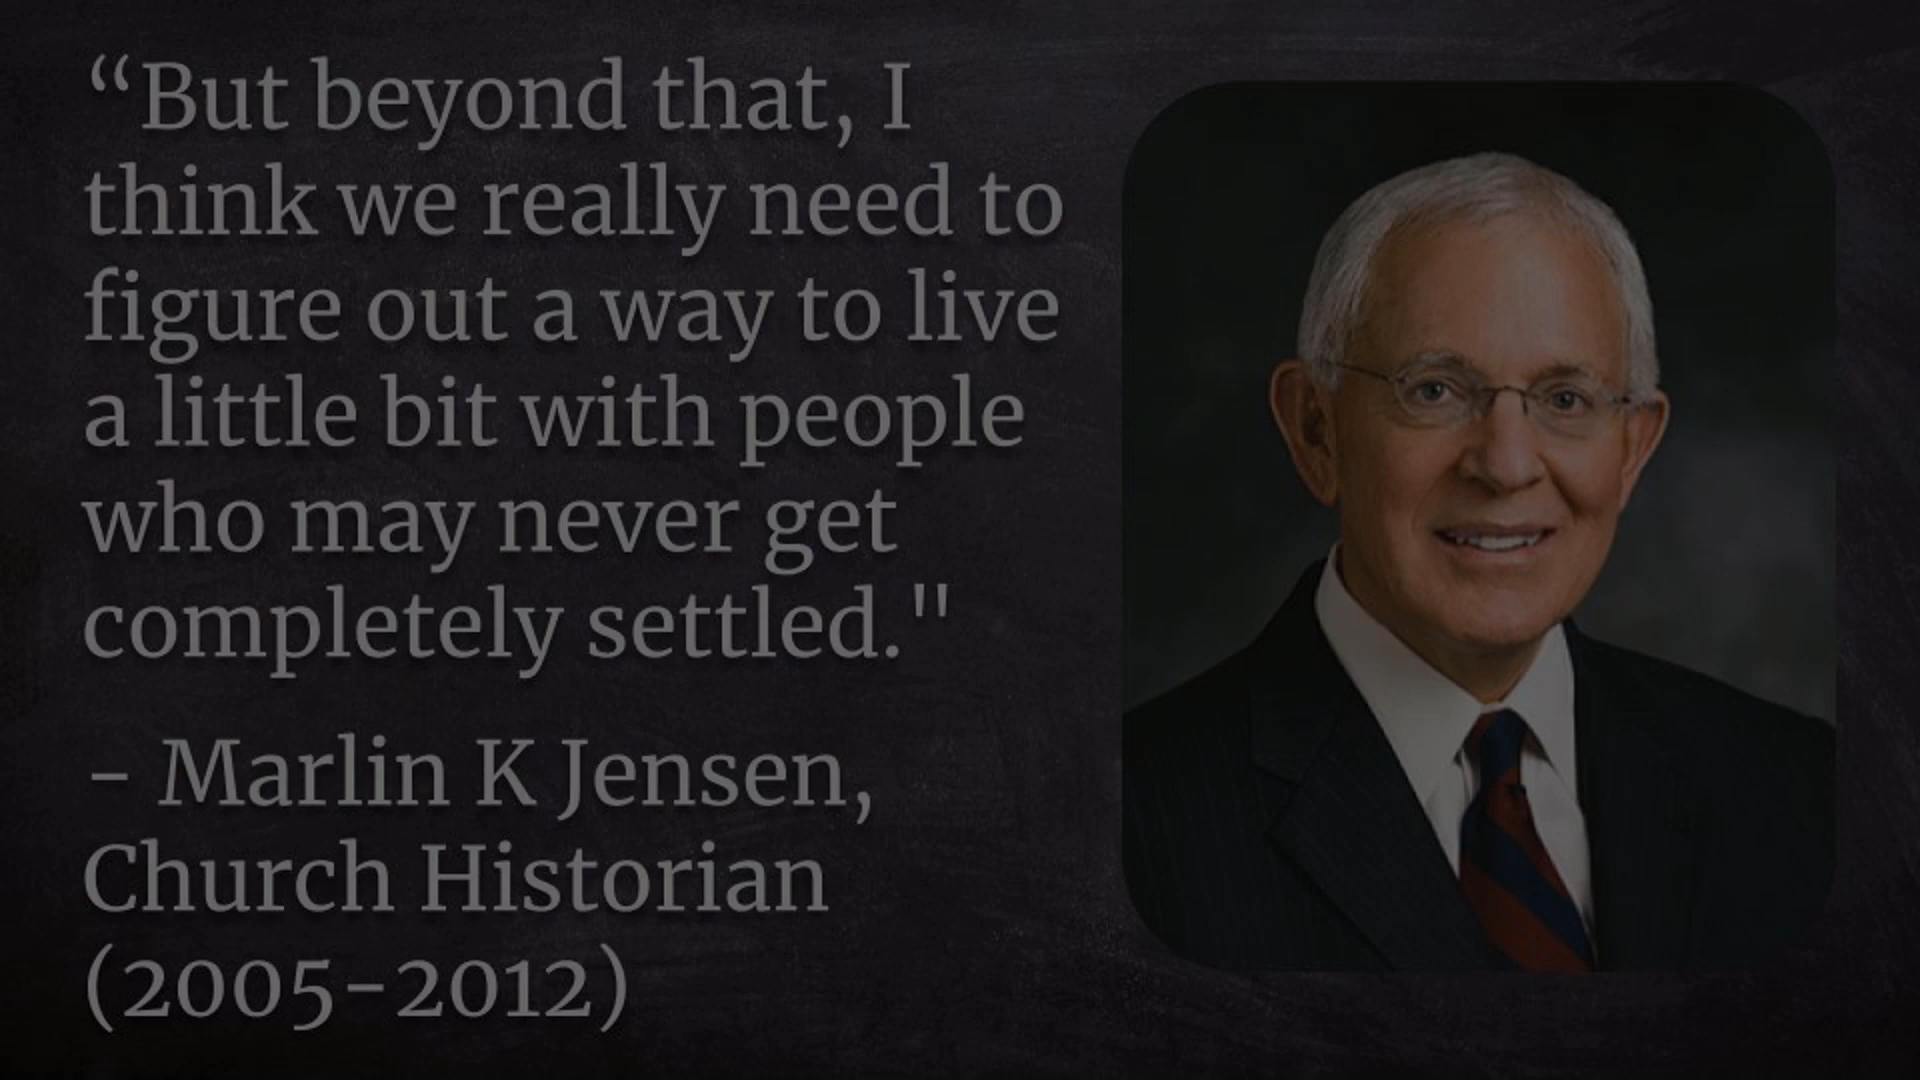 “But beyond that, I
think we really need to
figure out a way to live
a little bit with people
who may never get
completely settled."
- Marlin K Jensen,
Church Historian
(2005-2012)